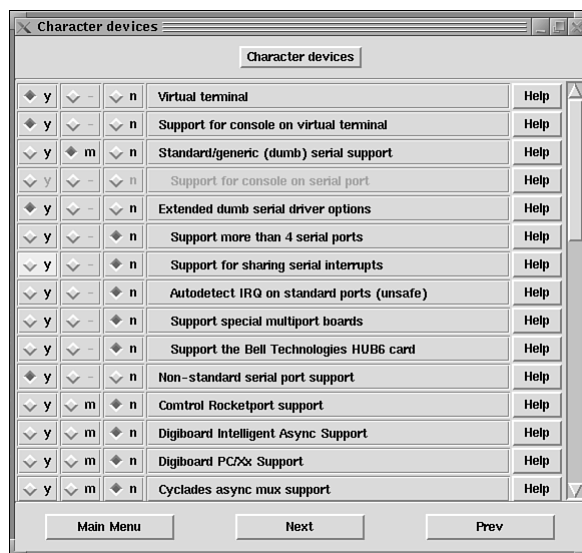 Character devices
Character devices
y - n Virtual terminal Help
y - n Support for console on virtual terminal Help
y m n Standard/generic (dumb) serial support Help
y - n Support for console on serial port Help
y - n Extended dumb serial driver options Help
y - n Support more than 4 serial ports Help
y - n Support for sharing serial interrupts Help
y - n Autodetect IRQ on standard ports (unsafe) Help
y - n Support special multiport boards Help
y - n Support the Bell Technologies HUB6 card Help
y - n Non-standard serial port support Help
y m n Comtrol Rocketport support Help
y m n Digiboard Intelligent Async Support Help
y m n Digiboard PC/Xx Support Help
y m n Cyclades async mux support Help
Main Menu Next Prev